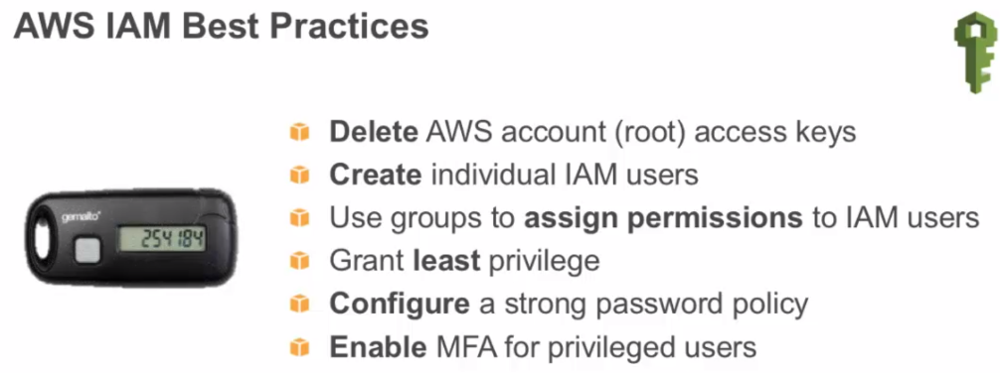 AWS IAM Best Practices
Delete AWS account (root) access keys
Create individual IAM users
gemalto
Use groups to assign permissions to IAM users
254184
Grant least privilege
Configure a strong password policy
Enable MFA for privileged users